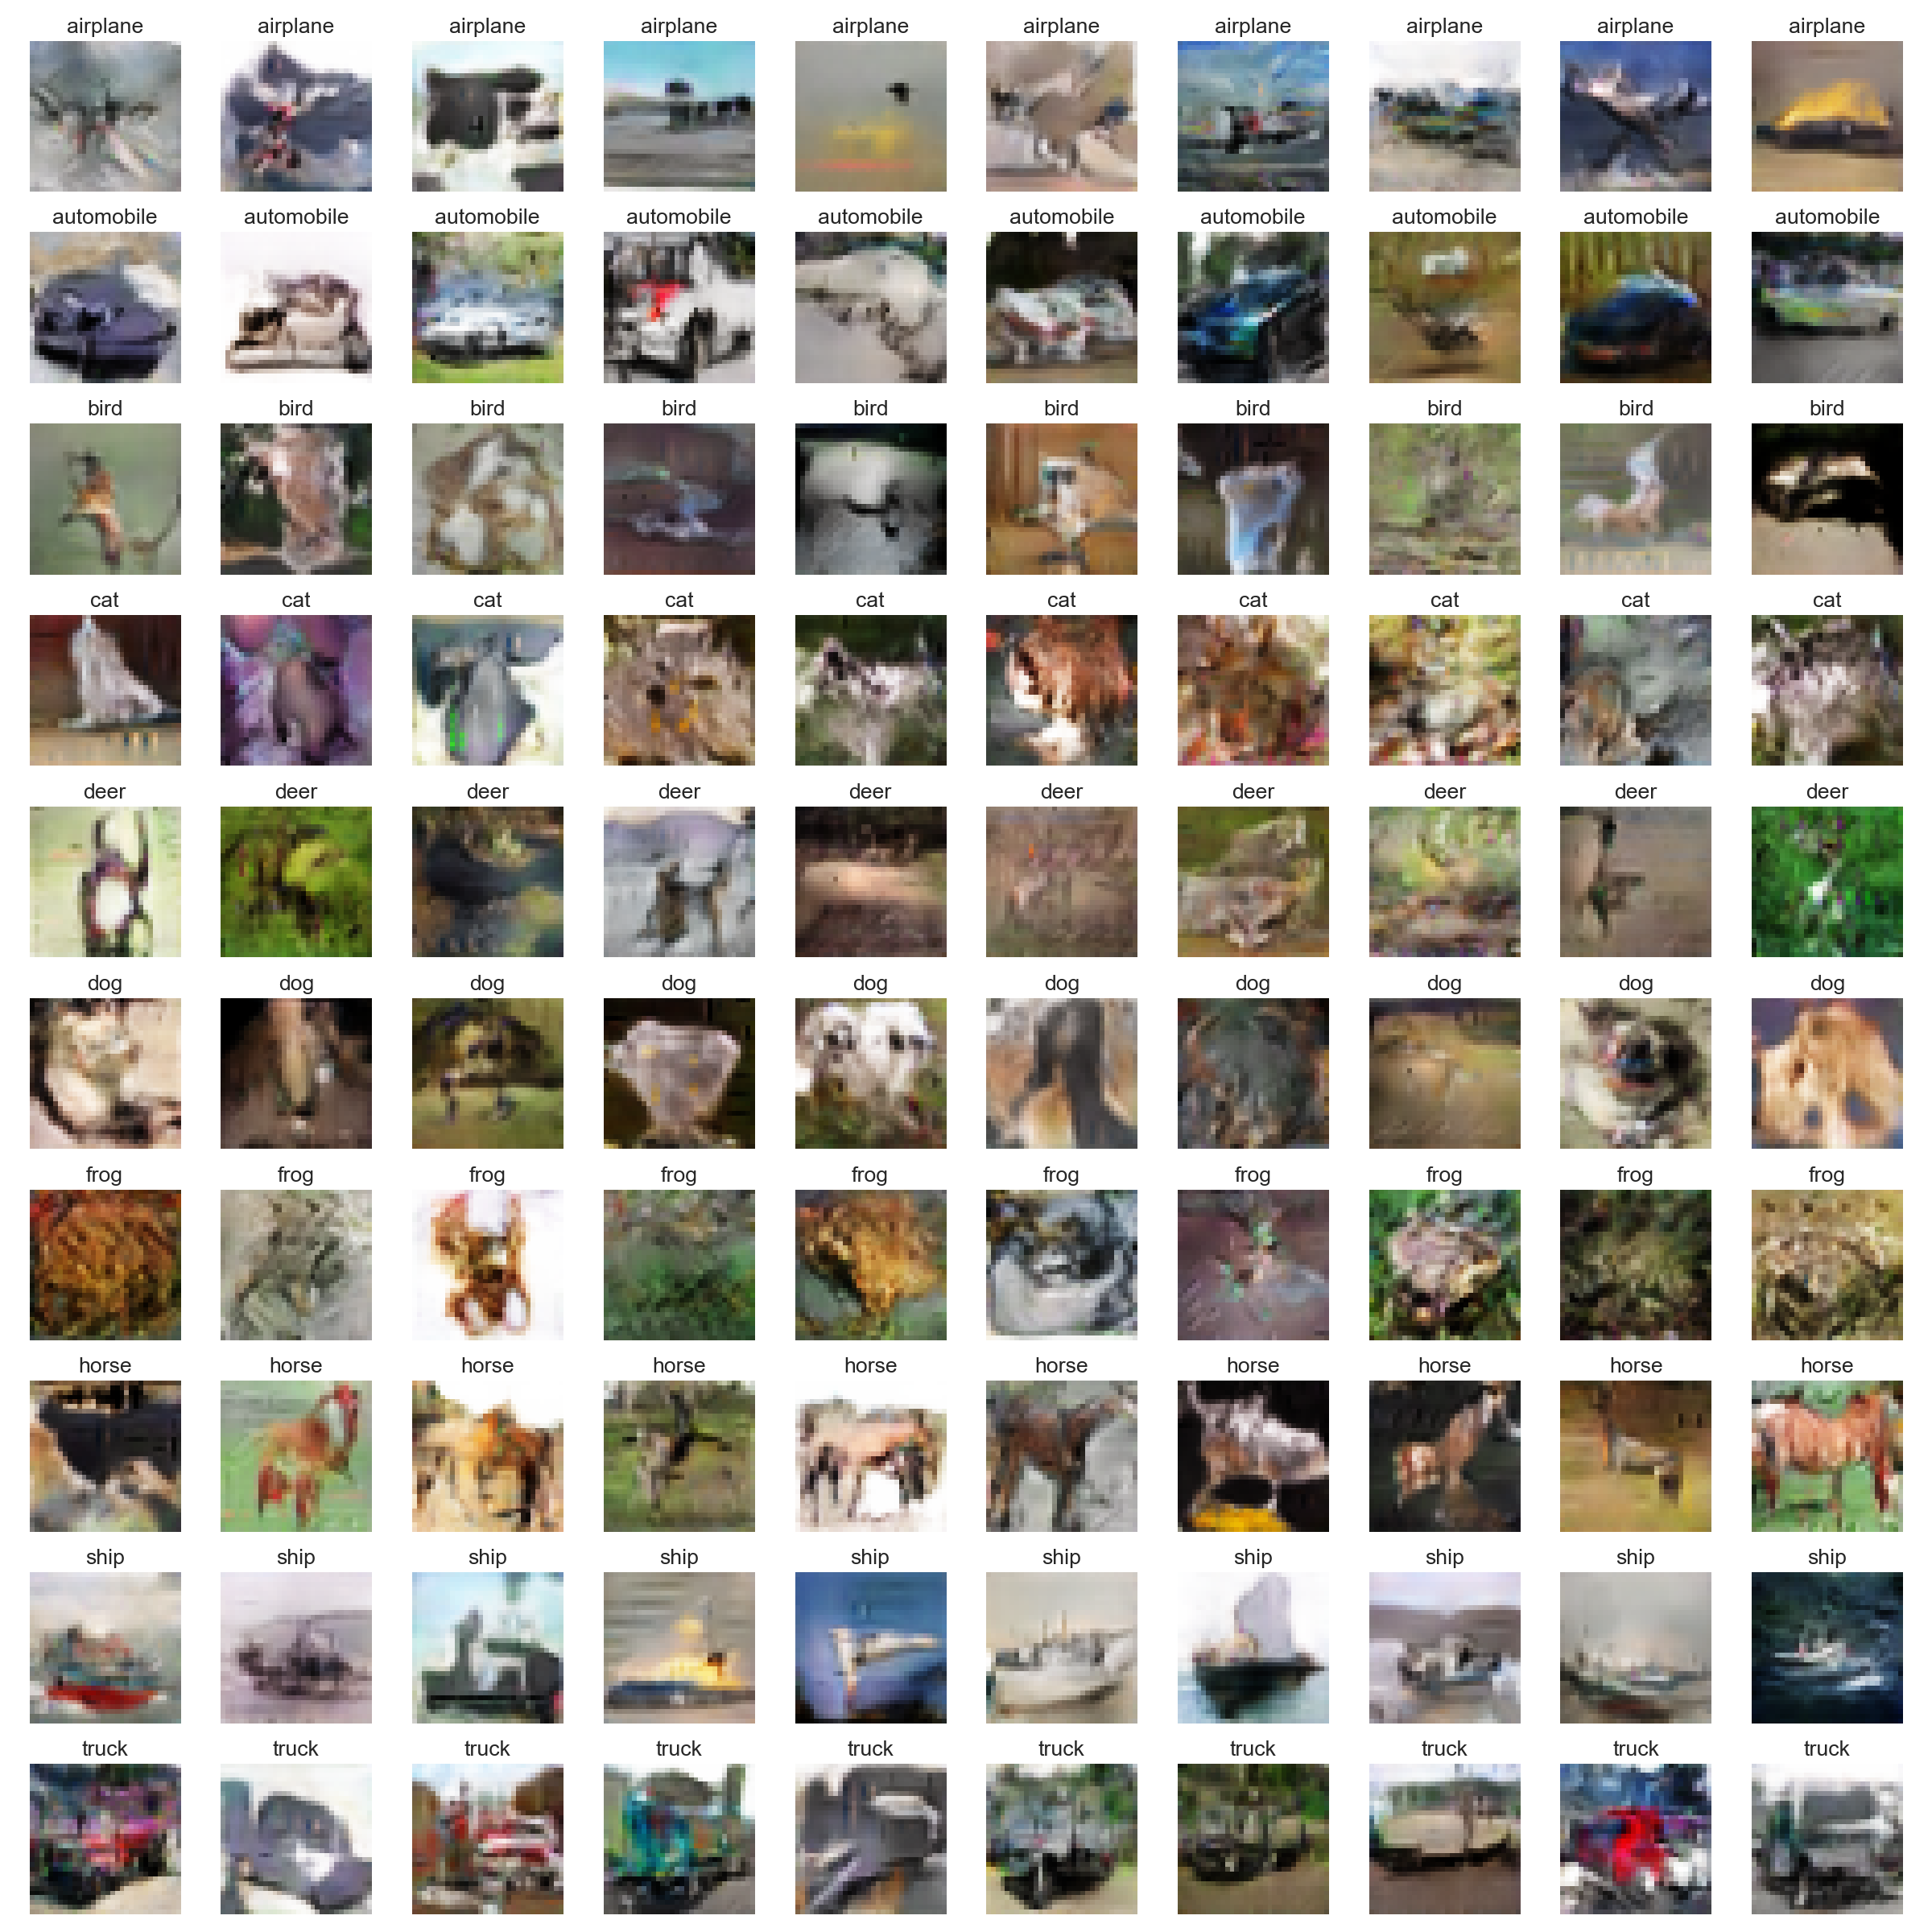 airplane airplane airplane airplane airplane airplane airplane airplane airplane airplane
automobile automobile automobile automobile automobile automobile automobile automobile automobile automobile
bird bird bird bird bird bird bird bird bird bird
cat cat cat cat cat cat cat cat cat cat
deer deer deer deer deer deer deer deer deer deer
dog dog dog dog dog dog dog dog dog dog
frog frog frog frog frog frog frog frog frog frog
horse horse horse horse horse horse horse horse horse horse
ship ship ship ship ship ship ship ship ship ship
truck truck truck truck truck truck truck truck truck truck